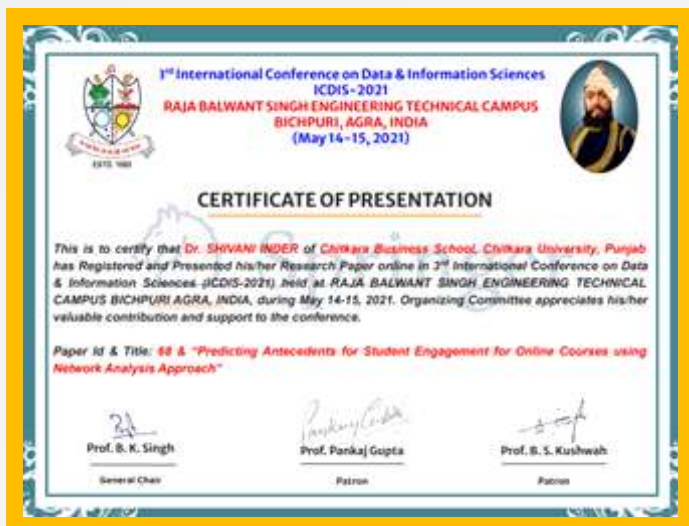 3rd International Conference on Data & Information Sciences
ICDIS-2021
RAJA BALWANT SINGH ENGINEERING TECHNICAL CAMPUS
BICHPURI, AGRA, INDIA
(May 14-15, 2021)
ESTD. 1885
CERTIFICATE OF PRESENTATION
Springer
This is to certify that Dr. SHIVANI INDER of Chitkara Business School, Chitkara University, Punjab
has Registered and Presented his/her Research Paper online in 3rd International Conference on Data
& Information Sciences (ICDIS-2021) held at RAJA BALWANT SINGH ENGINEERING TECHNICAL
CAMPUS BICHPURI AGRA, INDIA, during May 14-15, 2021. Organizing Committee appreciates his/her
valuable contribution and support to the conference.
Paper Id & Title: 68 & "Predicting Antecedents for Student Engagement for Online Courses using
Network Analysis Approach"
Prof. B. K. Singh
Prof. Pankaj Gupta
Prof. B. S. Kushwah
General Chair
Patron
Patron